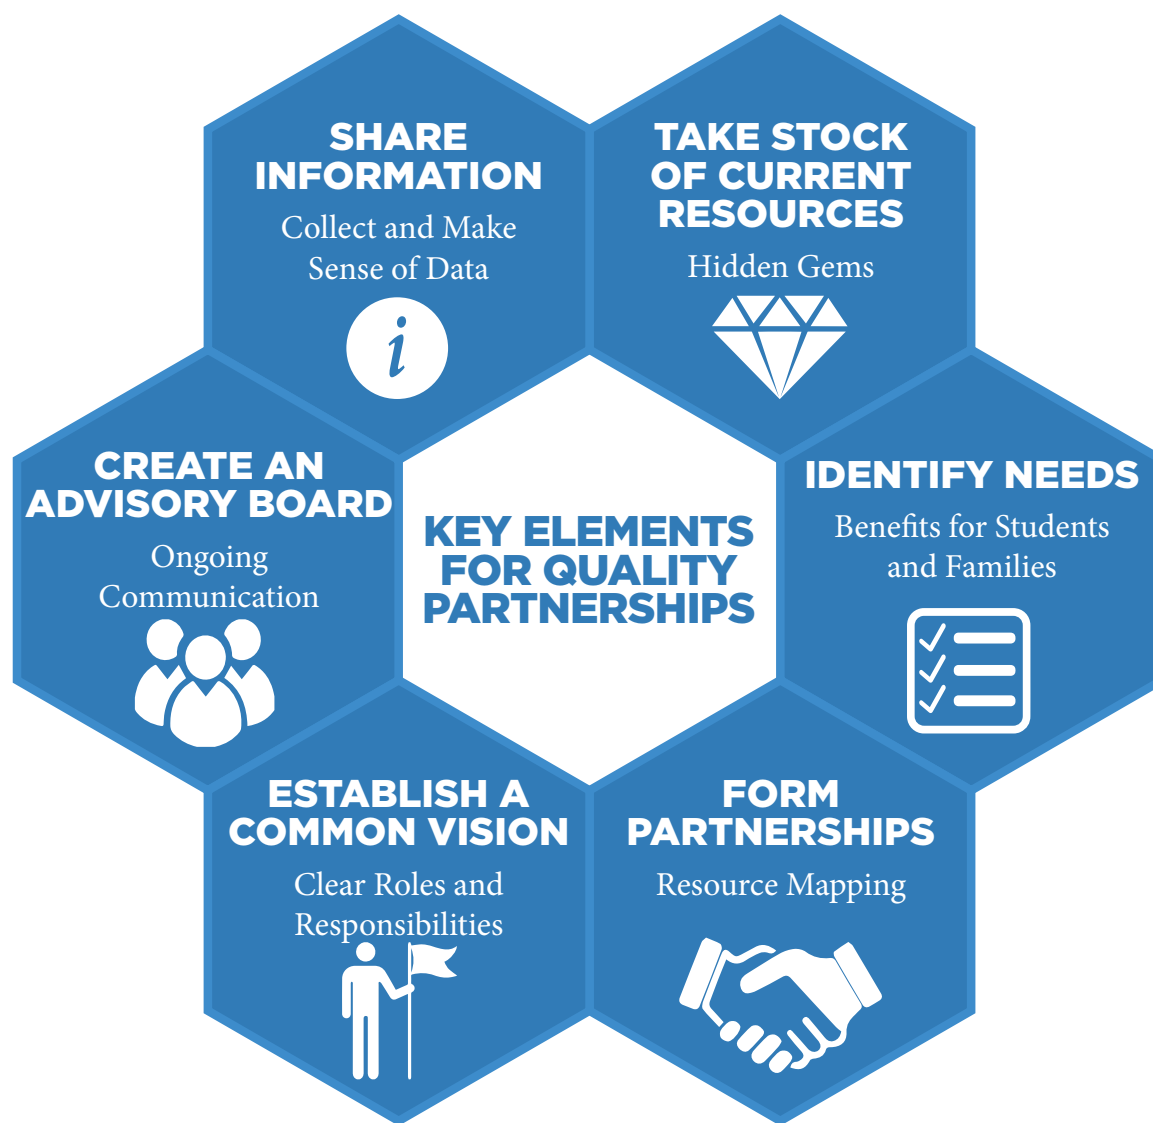 SHARE
INFORMATION
Collect and Make
Sense of Data
i
TAKE STOCK
OF CURRENT
RESOURCES
Hidden Gems
CREATE AN
ADVISORY BOARD
Ongoing
Communication
KEY ELEMENTS
FOR QUALITY
PARTNERSHIPS
IDENTIFY NEEDS
Benefits for Students
and Families
ESTABLISH A
COMMON VISION
Clear Roles and
Responsibilities
FORM
PARTNERSHIPS
Resource Mapping